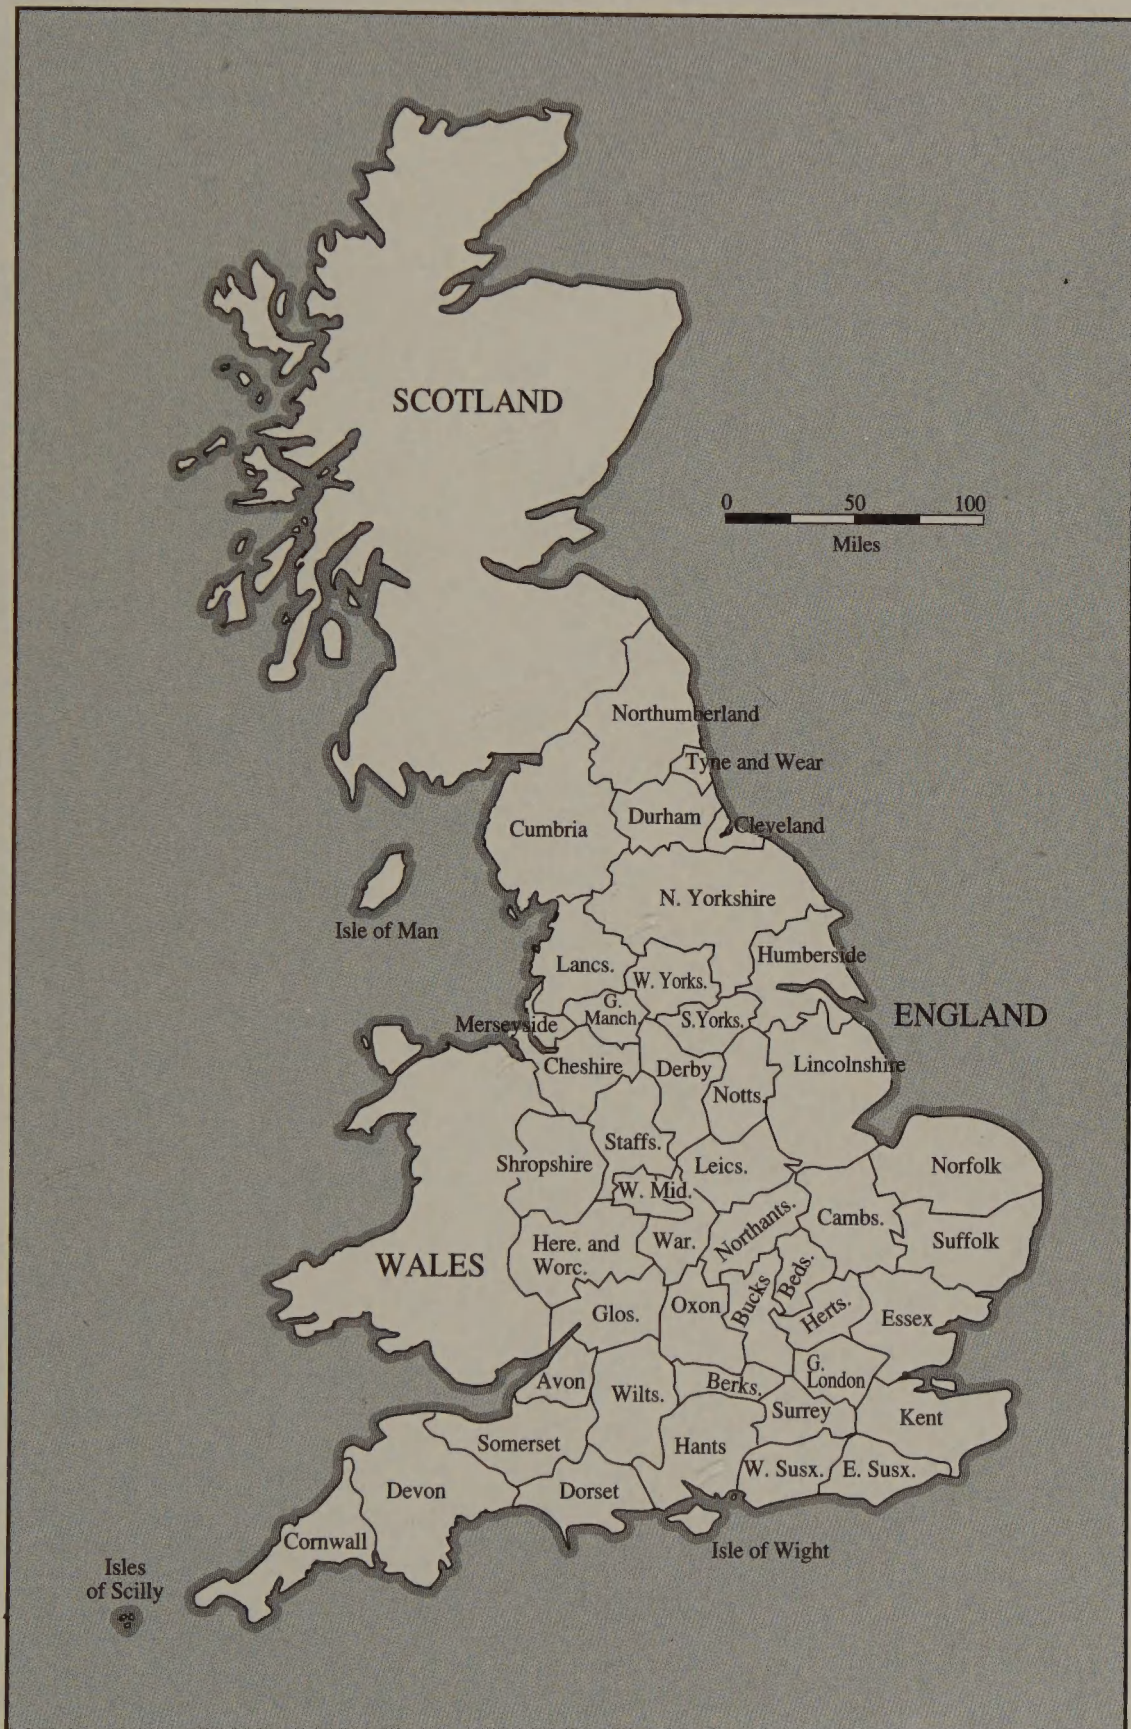 SCOTLAND
0 50 100
Miles
Northumberland
Tyne and Wear
Cumbria
Durham
Cleveland
N. Yorkshire
Isle of Man
Lancs.
W. Yorks.
Humberside
G.
Manch
S.Yorks.
ENGLAND
Merseyside
Cheshire
Derby
Lincolnshire
Notts.
Staffs.
Shropshire
Leics.
Norfolk
W. Mid.
Northants.
Cambs.
Suffolk
WALES
Here. and
Worc.
War.
Glos.
Oxon
Bucks
Beds.
Herts.
Essex
Avon
Wilts.
Berks.
G.
London
Surrey
Kent
Somerset
Hants
W. Susx.
E. Susx.
Devon
Dorset
Cornwall
Isle of Wight
Isles
of Scilly